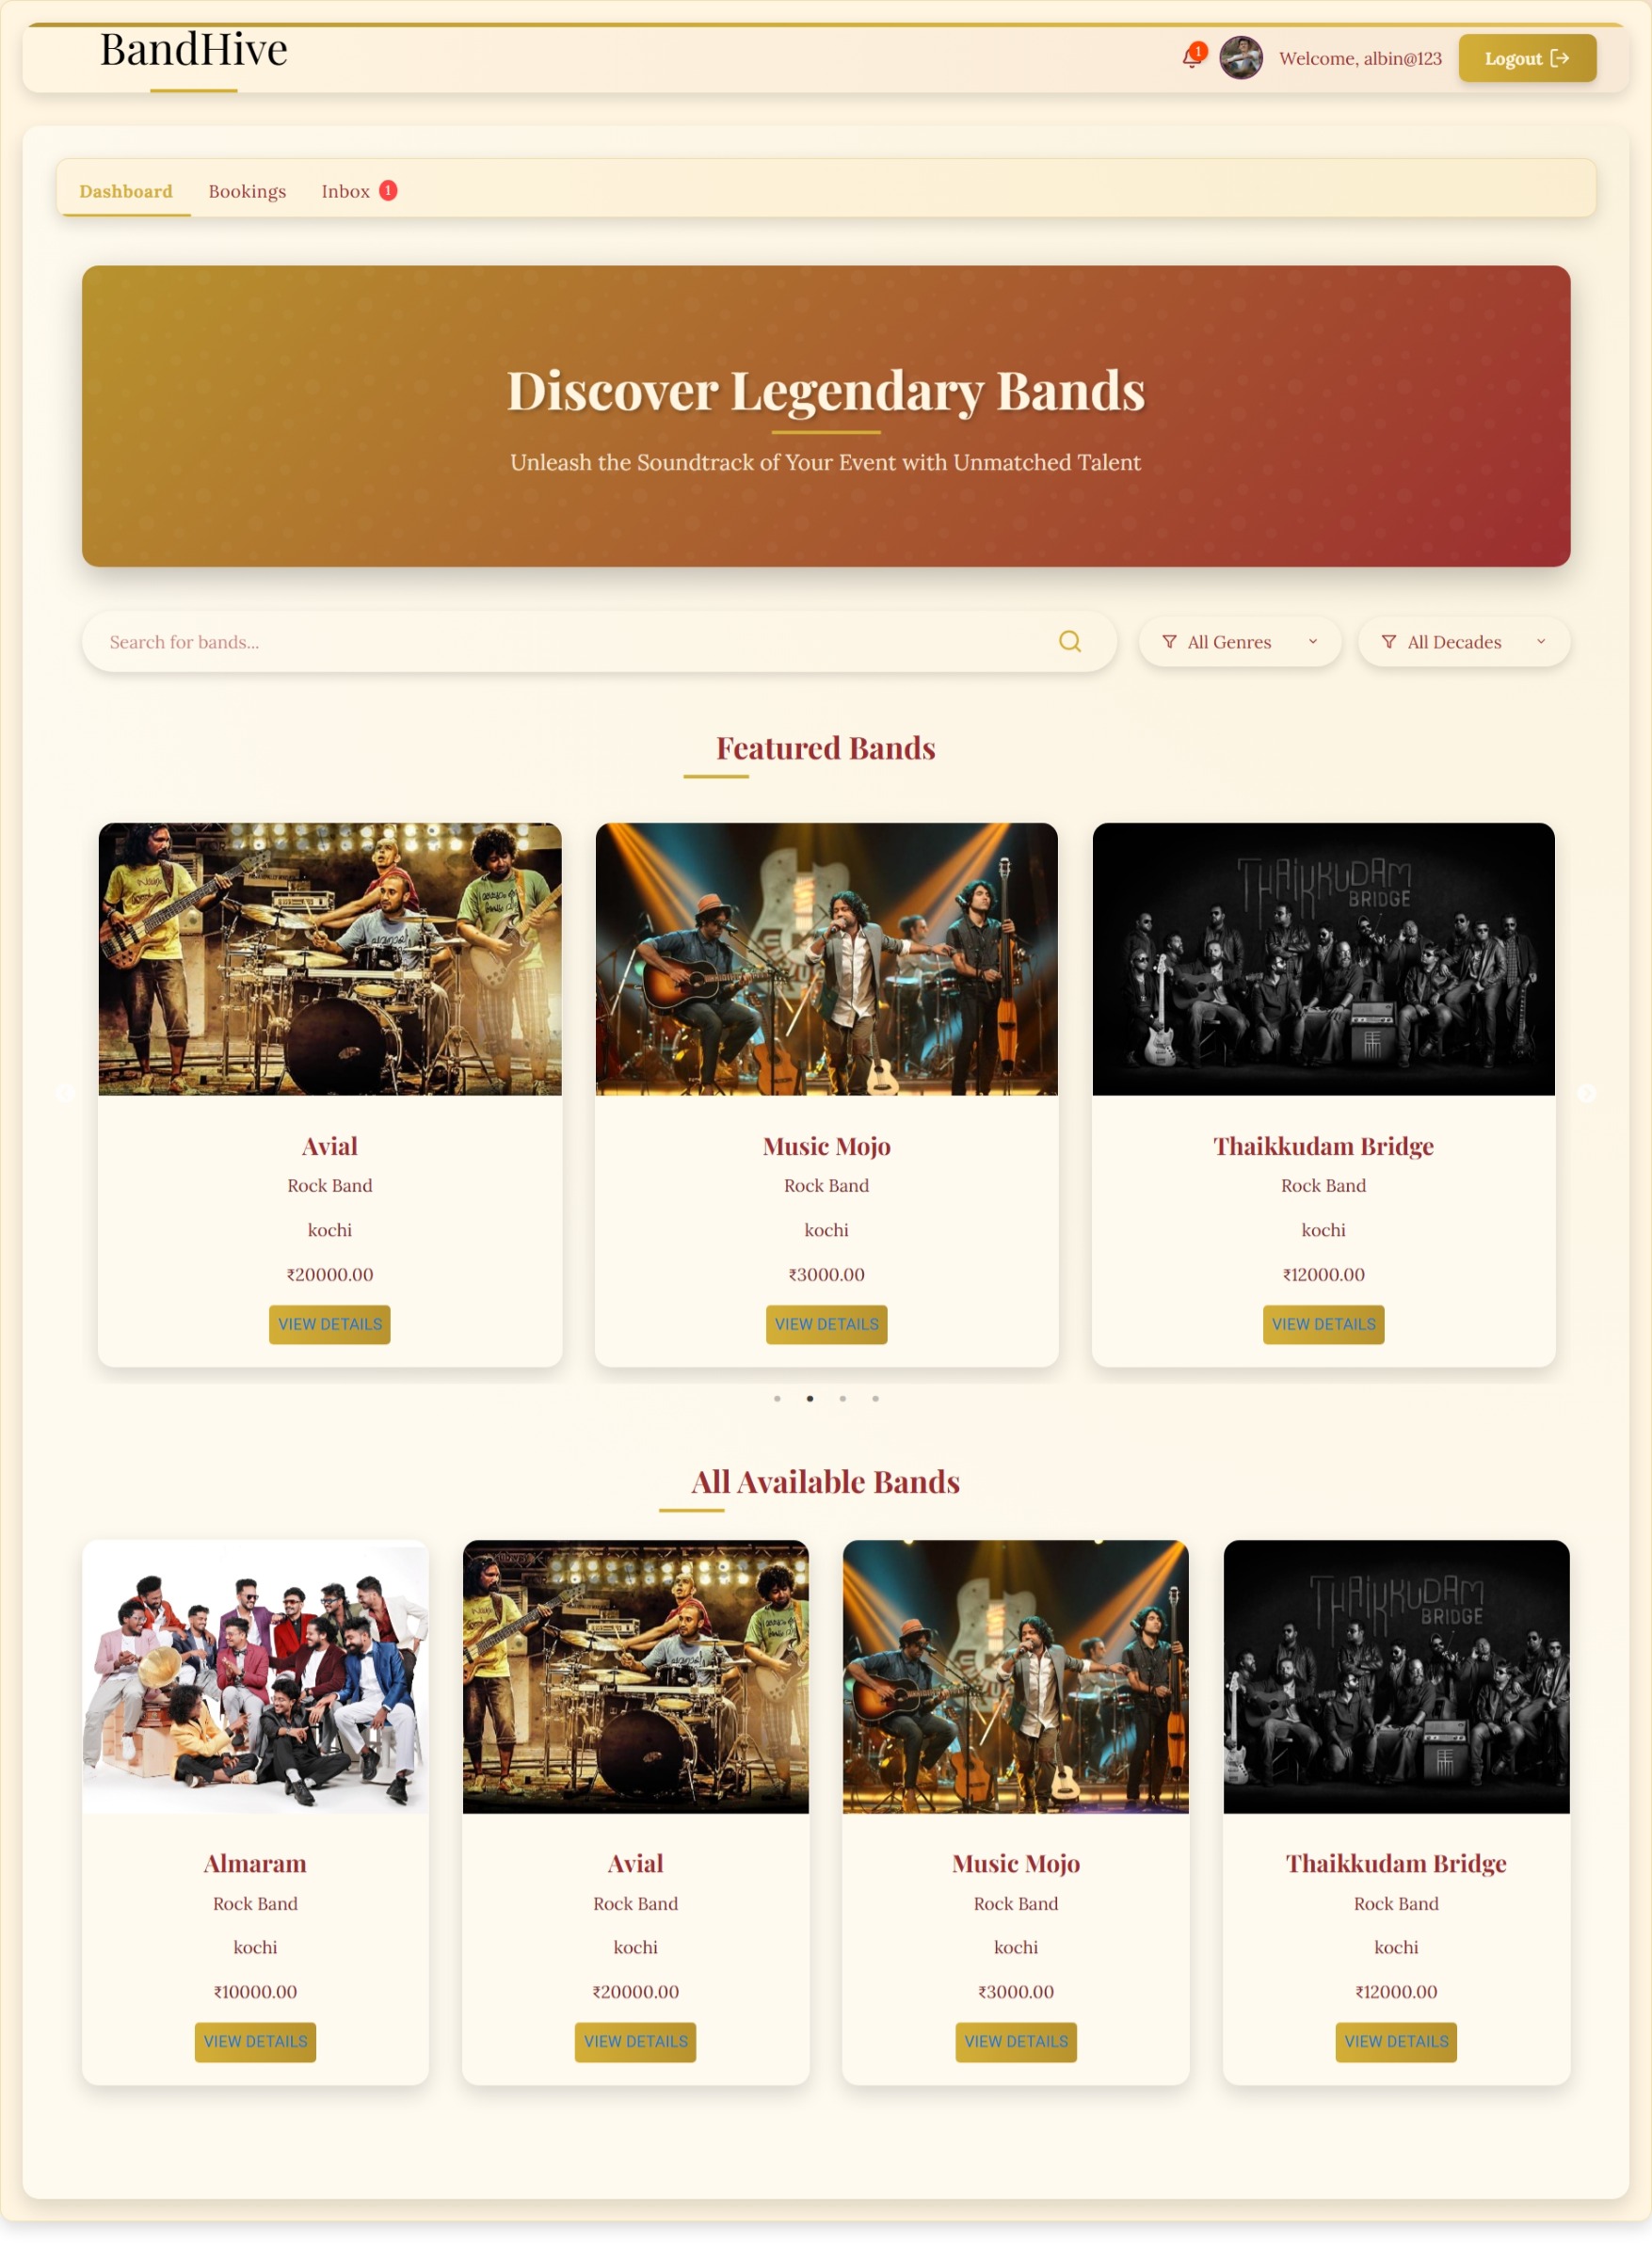 BandHive
1
Welcome, albin@123
Logout
Dashboard
Bookings
Inbox 1
Discover Legendary Bands
Unleash the Soundtrack of Your Event with Unmatched Talent
Search for bands...
All Genres
All Decades
Featured Bands
THAIKKUDAM
BRIDGE
Avial
Rock Band
kochi
₹20000.00
VIEW DETAILS
Music Mojo
Rock Band
kochi
₹3000.00
VIEW DETAILS
Thaikkudam Bridge
Rock Band
kochi
₹12000.00
VIEW DETAILS
All Available Bands
THAIKKUDAM
BRIDGE
Almaram
Rock Band
kochi
₹10000.00
VIEW DETAILS
Avial
Rock Band
kochi
₹20000.00
VIEW DETAILS
Music Mojo
Rock Band
kochi
₹3000.00
VIEW DETAILS
Thaikkudam Bridge
Rock Band
kochi
₹12000.00
VIEW DETAILS